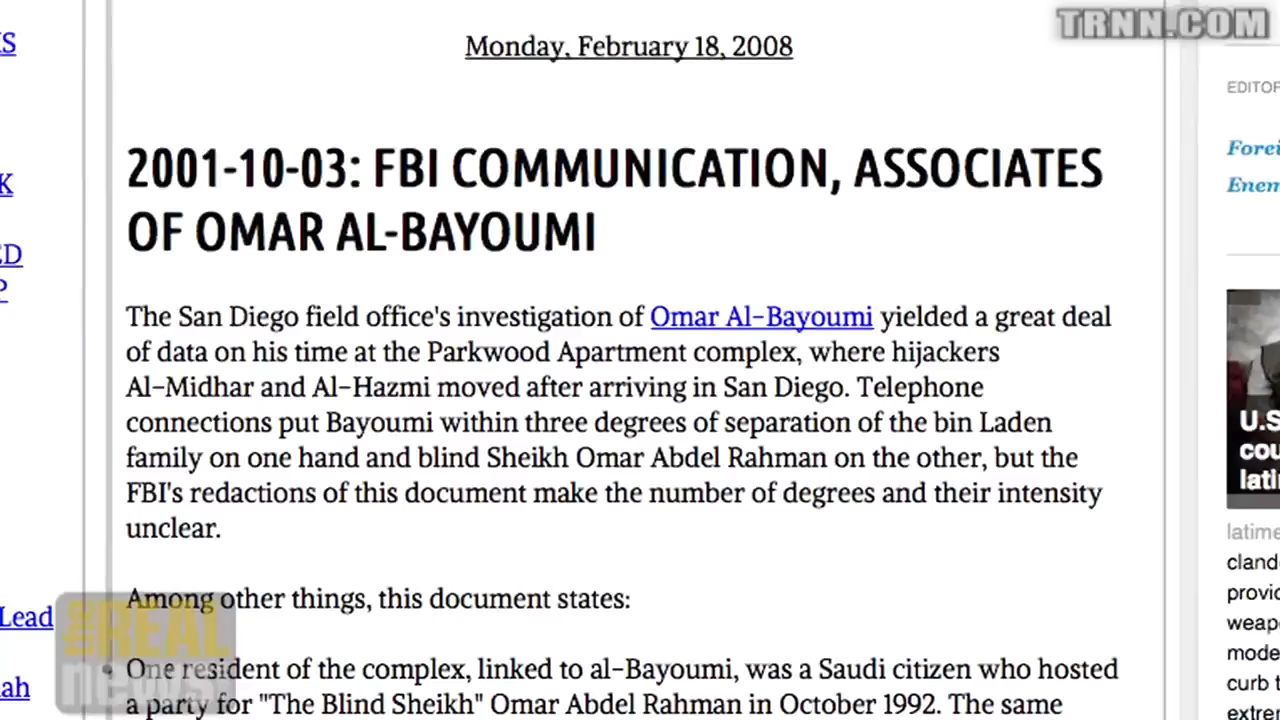 TRNN.COM
Monday, February 18, 2008
2001-10-03: FBI COMMUNICATION, ASSOCIATES
OF OMAR AL-BAYOUMI
The San Diego field office's investigation of Omar Al-Bayoumi yielded a great deal
of data on his time at the Parkwood Apartment complex, where hijackers
Al-Midhar and Al-Hazmi moved after arriving in San Diego. Telephone
connections put Bayoumi within three degrees of separation of the bin Laden
family on one hand and blind Sheikh Omar Abdel Rahman on the other, but the
FBI's redactions of this document make the number of degrees and their intensity
unclear.
Among other things, this document states:
• One resident of the complex, linked to al-Bayoumi, was a Saudi citizen who hosted
a party for "The Blind Sheikh" Omar Abdel Rahman in October 1992. The same
S
K
ED
P
Lead
ah
EDITOR
Forei
Enem
U.S
cou
lati
latime
cland
provid
weap
mode
curb t
extren
the REAL
news